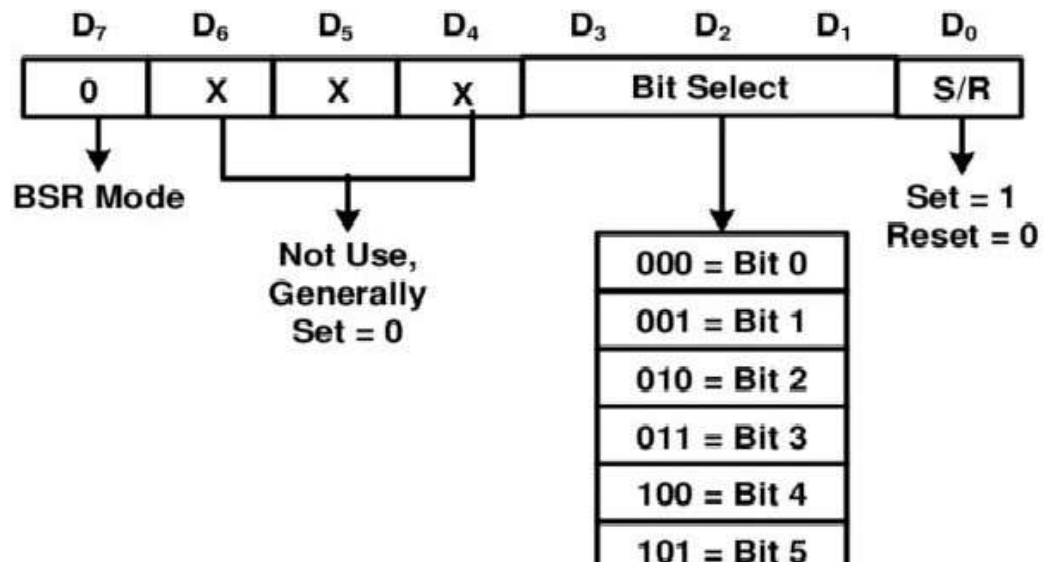 D₇ D₆ D₅ D₄ D₃ D₂ D₁ D₀
0 X X X Bit Select S/R
BSR Mode
Not Use,
Generally
Set = 0
Set = 1
Reset = 0
000 = Bit 0
001 = Bit 1
010 = Bit 2
011 = Bit 3
100 = Bit 4
101 = Bit 5